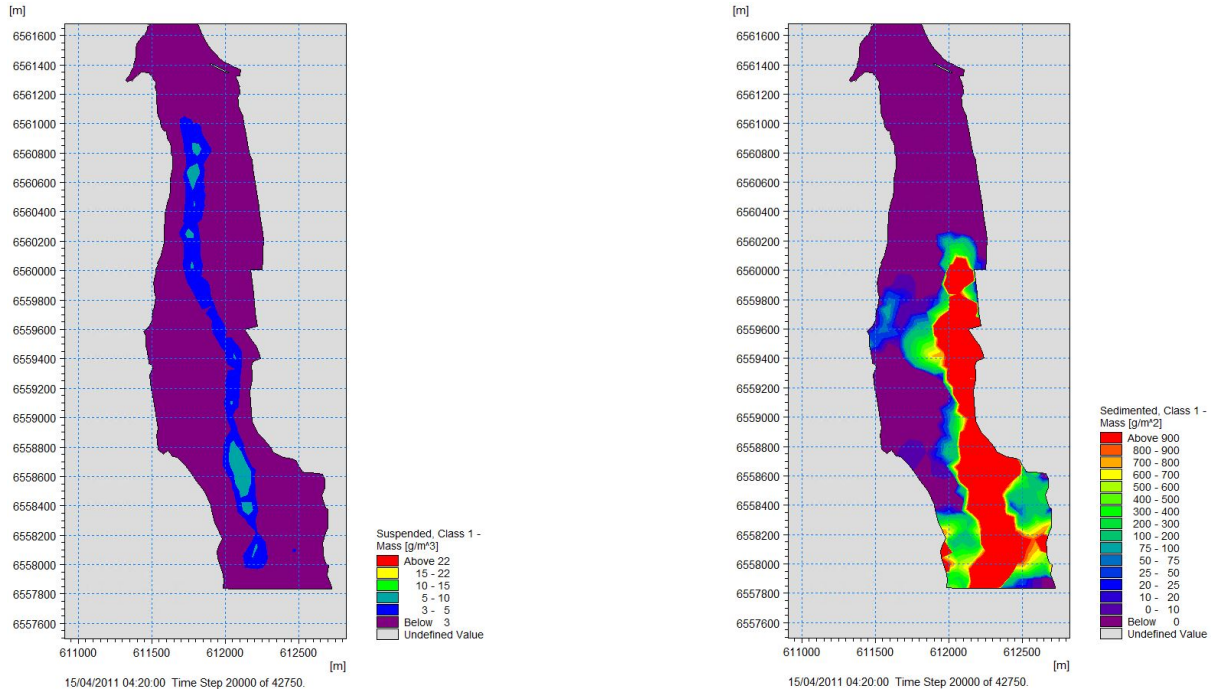 [m]
6561600
6561400
6561200
6561000
6560800
6560600
6560400
6560200
6560000
6559800
6559600
6559400
6559200
6559000
6558800
6558600
6558400
6558200
6558000
6557800
6557600
611000 611500 612000 612500
[m]
15/04/2011 04:20:00 Time Step 20000 of 42750.
Suspended, Class 1 -
Mass [g/m^3]
Above 22
15 - 22
10 - 15
5 - 10
3 - 5
Below 3
Undefined Value
[m]
6561600
6561400
6561200
6561000
6560800
6560600
6560400
6560200
6560000
6559800
6559600
6559400
6559200
6559000
6558800
6558600
6558400
6558200
6558000
6557800
6557600
611000 611500 612000 612500
[m]
15/04/2011 04:20:00 Time Step 20000 of 42750.
Sedimented, Class 1 -
Mass [g/m^2]
Above 900
800 - 900
700 - 800
600 - 700
500 - 600
400 - 500
300 - 400
200 - 300
100 - 200
75 - 100
50 - 75
25 - 50
20 - 25
10 - 20
0 - 10
Below 0
Undefined Value